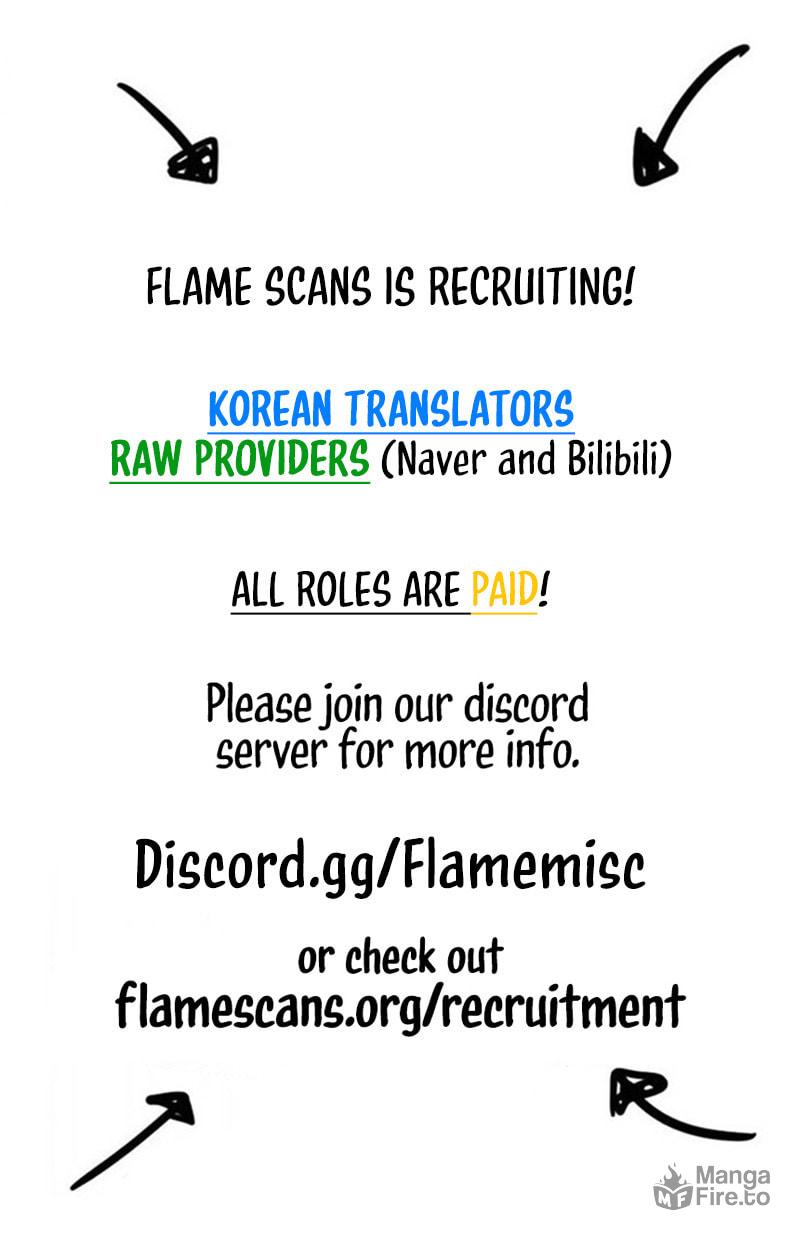 FLAME SCANS IS RECRUITING!
KOREAN TRANSLATORS
RAW PROVIDERS (Naver and Bilibili)
ALL ROLES ARE PAID!
Please join our discord
server for more info.
Discord.gg/Flamemisc
or check out
flamescans.org/recruitment
MF
Manga
Fire.to